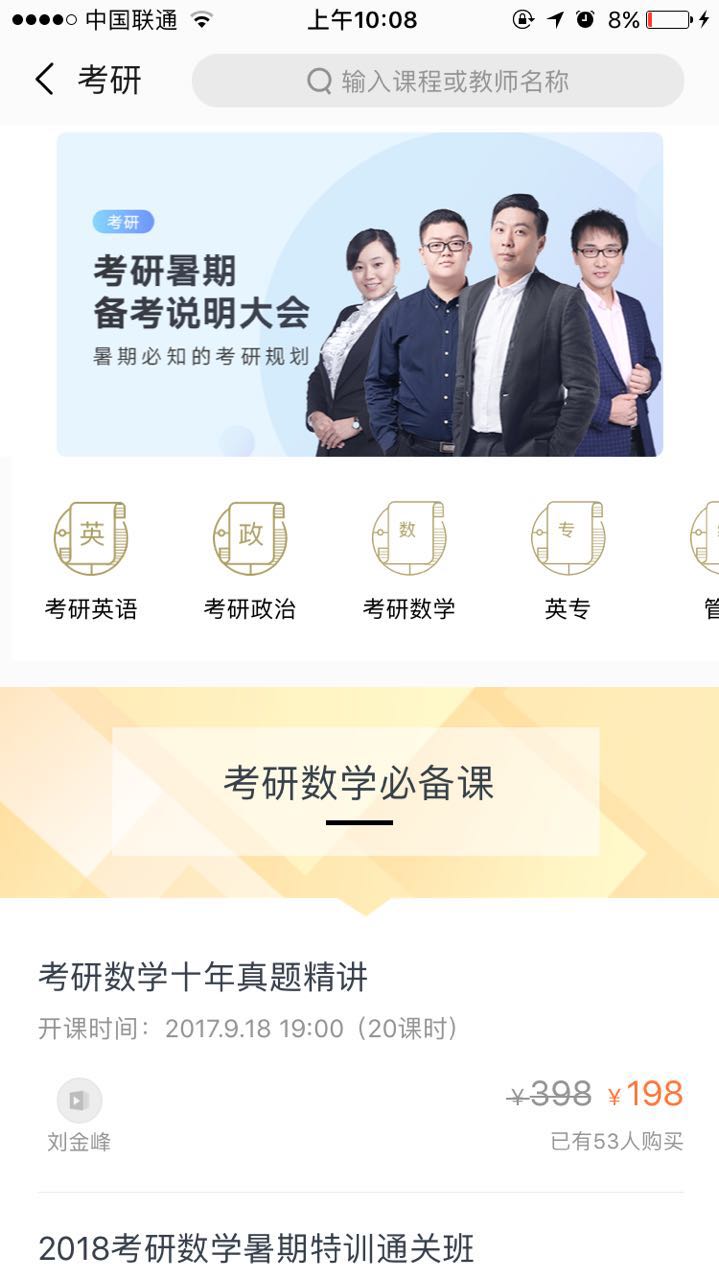 中国联通
上午10:08
8%
考研
输入课程或教师名称
考研
考研暑期
备考说明大会
暑期必知的考研规划
英
政
数
专
考研英语
考研政治
考研数学
英专
管
考研数学必备课
考研数学十年真题精讲
开课时间：2017.9.18 19:00（20课时）
¥398 ¥198
刘金峰
已有53人购买
2018考研数学暑期特训通关班